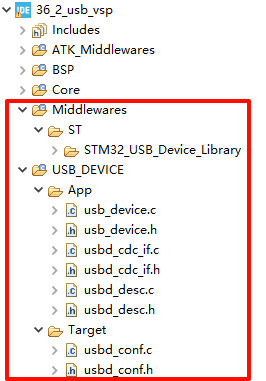 IDE
36_2_usb_vsp
Includes
ATK_Middlewares
BSP
Core
Middlewares
ST
STM32_USB_Device_Library
USB_DEVICE
App
usb_device.c
usb_device.h
usbd_cdc_if.c
usbd_cdc_if.h
usbd_desc.c
usbd_desc.h
Target
usbd_conf.c
usbd_conf.h